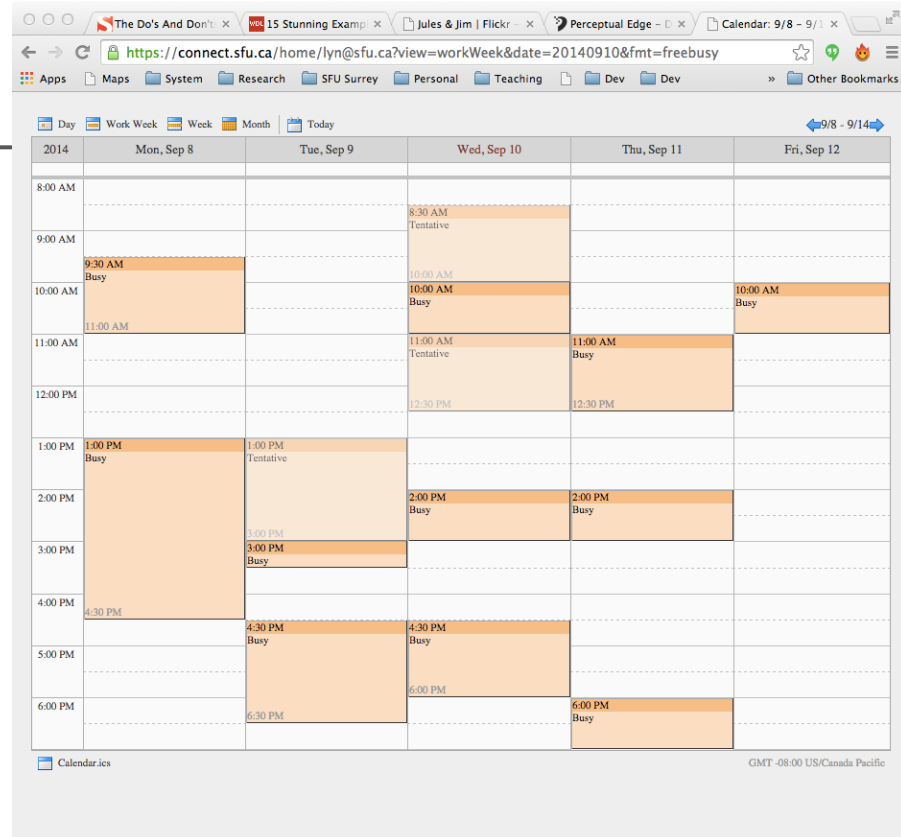 The Do's And Don't:
WDL 15 Stunning Examp
Jules & Jim | Flickr –
Perceptual Edge – D
Calendar: 9/8 – 9/1
https://connect.sfu.ca/home/lyn@sfu.ca?view=workWeek&date=20140910&fmt=freebusy
Apps Maps System Research SFU Surrey Personal Teaching Dev Dev » Other Bookmarks
Day Work Week Week Month Today 9/8 - 9/14
2014 Mon, Sep 8 Tue, Sep 9 Wed, Sep 10 Thu, Sep 11 Fri, Sep 12
8:00 AM
8:30 AM
Tentative
9:00 AM
9:30 AM
Busy
10:00 AM
10:00 AM 10:00 AM 10:00 AM
Busy Busy
11:00 AM
11:00 AM 11:00 AM 11:00 AM
Tentative Busy
12:00 PM
12:30 PM 12:30 PM
1:00 PM 1:00 PM 1:00 PM
Busy Tentative
2:00 PM 2:00 PM 2:00 PM
Busy Busy
3:00 PM
3:00 PM 3:00 PM
Busy
4:00 PM
4:30 PM
4:30 PM 4:30 PM
Busy Busy
5:00 PM
6:00 PM
6:00 PM 6:00 PM
6:30 PM Busy
Calendar.ics GMT -08:00 US/Canada Pacific